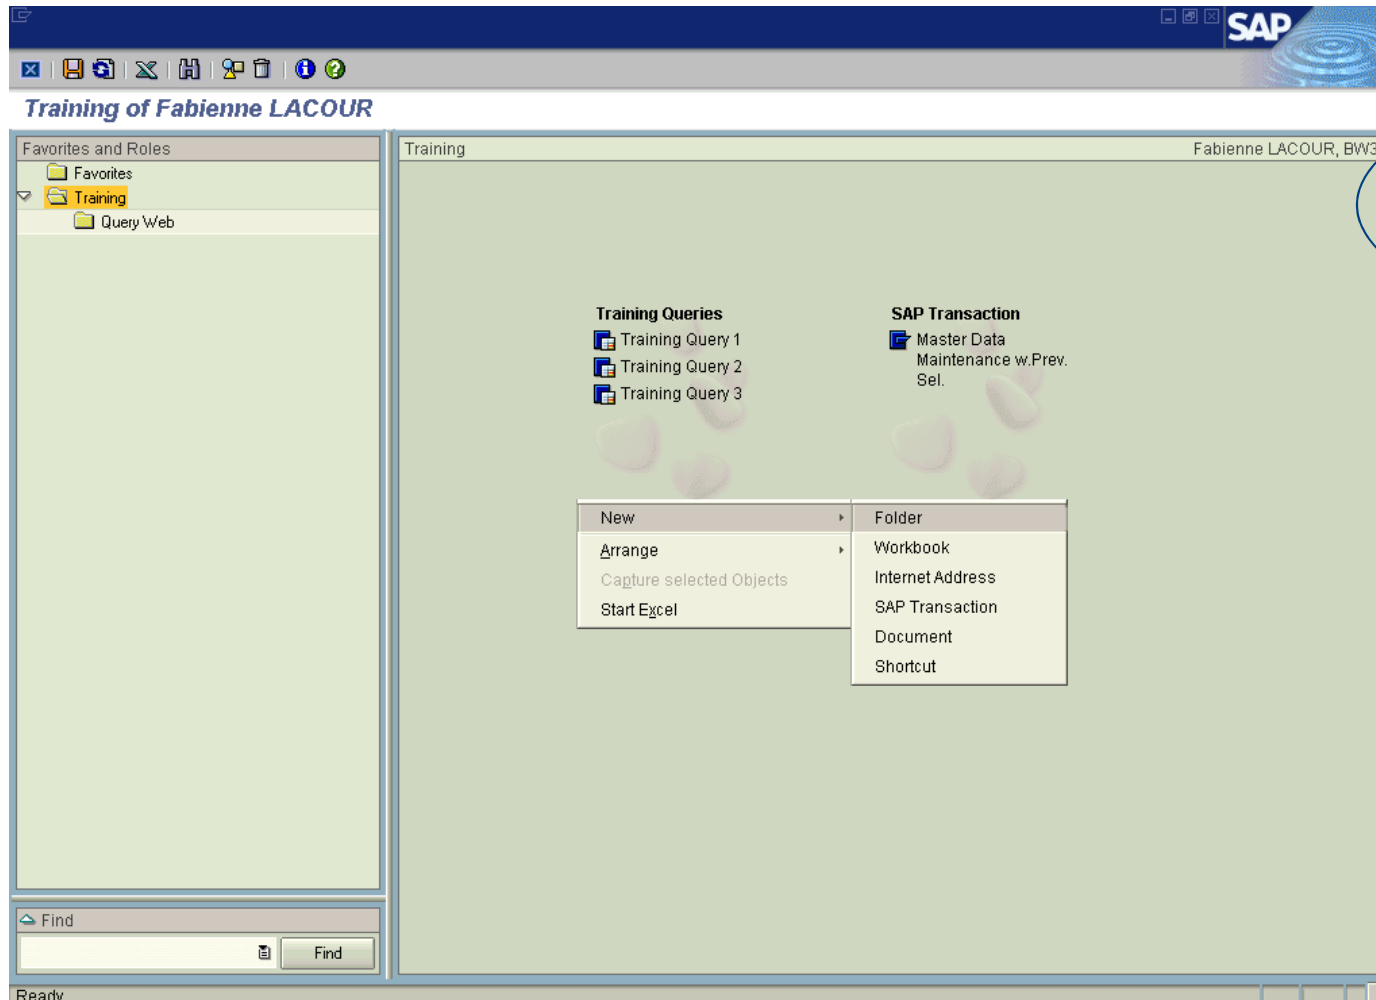 SAP
Training of Fabienne LACOUR
Favorites and Roles
Favorites
Training
Query Web
Training
Fabienne LACOUR, BW3
Training Queries
Training Query 1
Training Query 2
Training Query 3
SAP Transaction
Master Data
Maintenance w.Prev.
Sel.
New
Arrange
Capture selected Objects
Start Excel
Folder
Workbook
Internet Address
SAP Transaction
Document
Shortcut
Find
Find
Ready